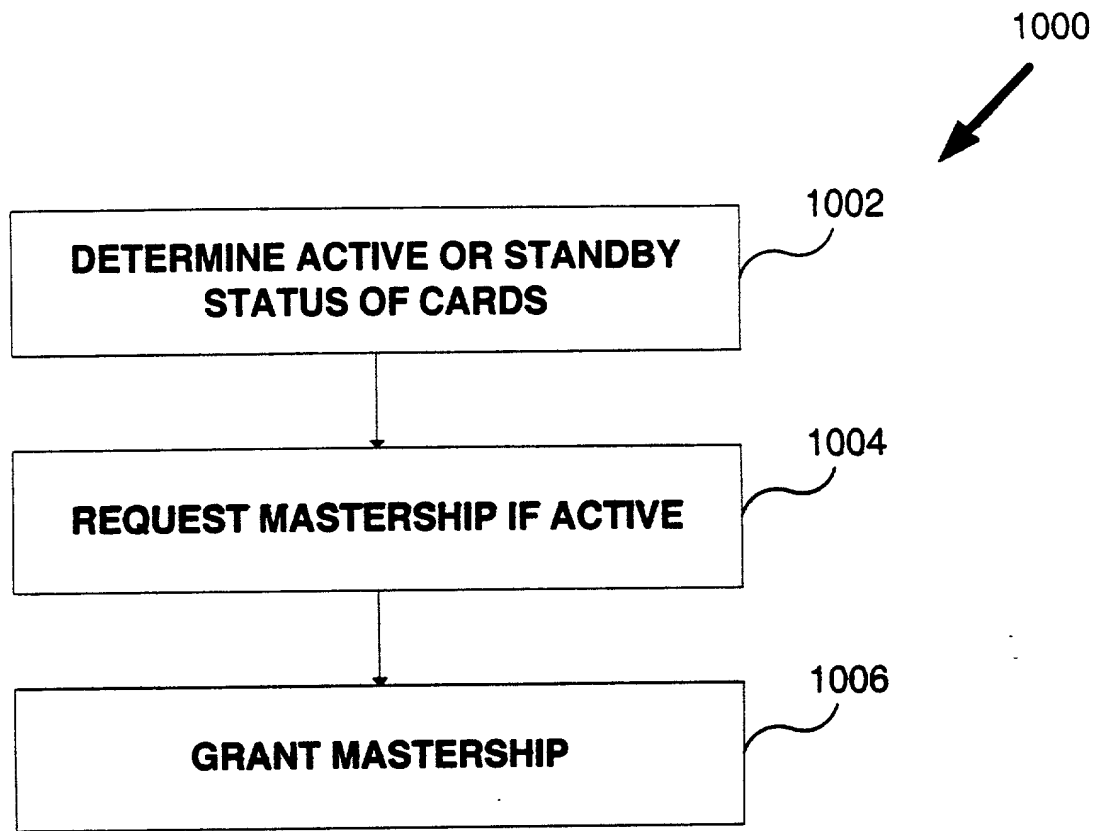 1000
1002
DETERMINE ACTIVE OR STANDBY
STATUS OF CARDS
1004
REQUEST MASTERSHIP IF ACTIVE
1006
GRANT MASTERSHIP